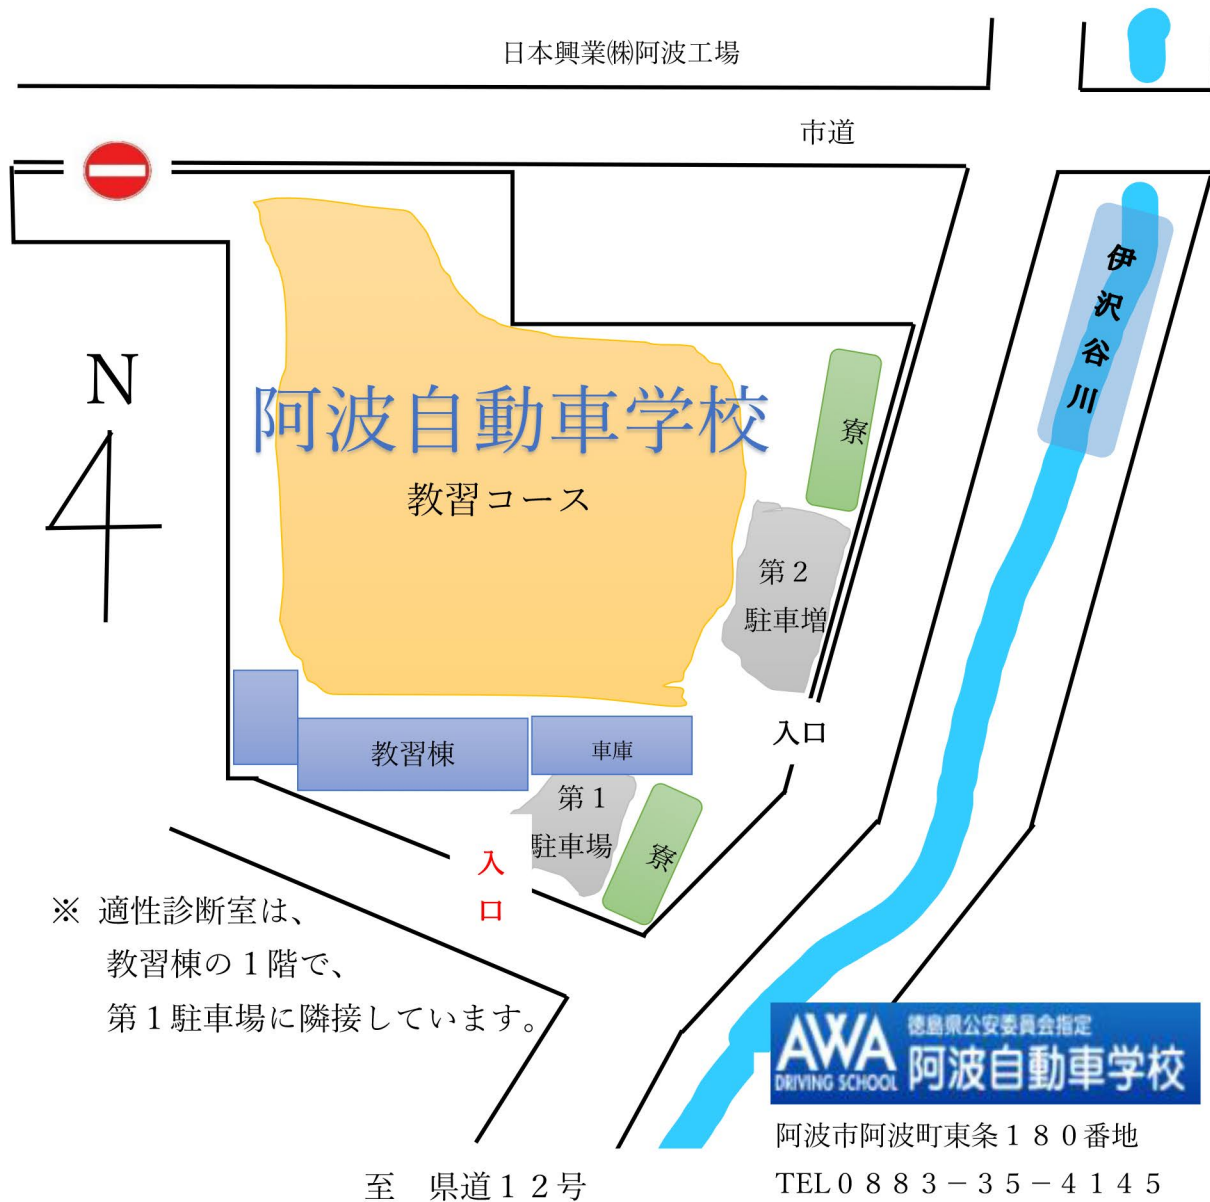 日本興業㈱阿波工場
市道
伊沢谷川
N
阿波自動車学校
教習コース
寮
第２
駐車増
入口
教習棟
車庫
第１
駐車場
寮
入
口
※ 適性診断室は、
教習棟の１階で、
第１駐車場に隣接しています。
AWA
DRIVING SCHOOL
徳島県公安委員会指定
阿波自動車学校
阿波市阿波町東条１８０番地
TEL０８８３－３５－４１４５
至　県道１２号